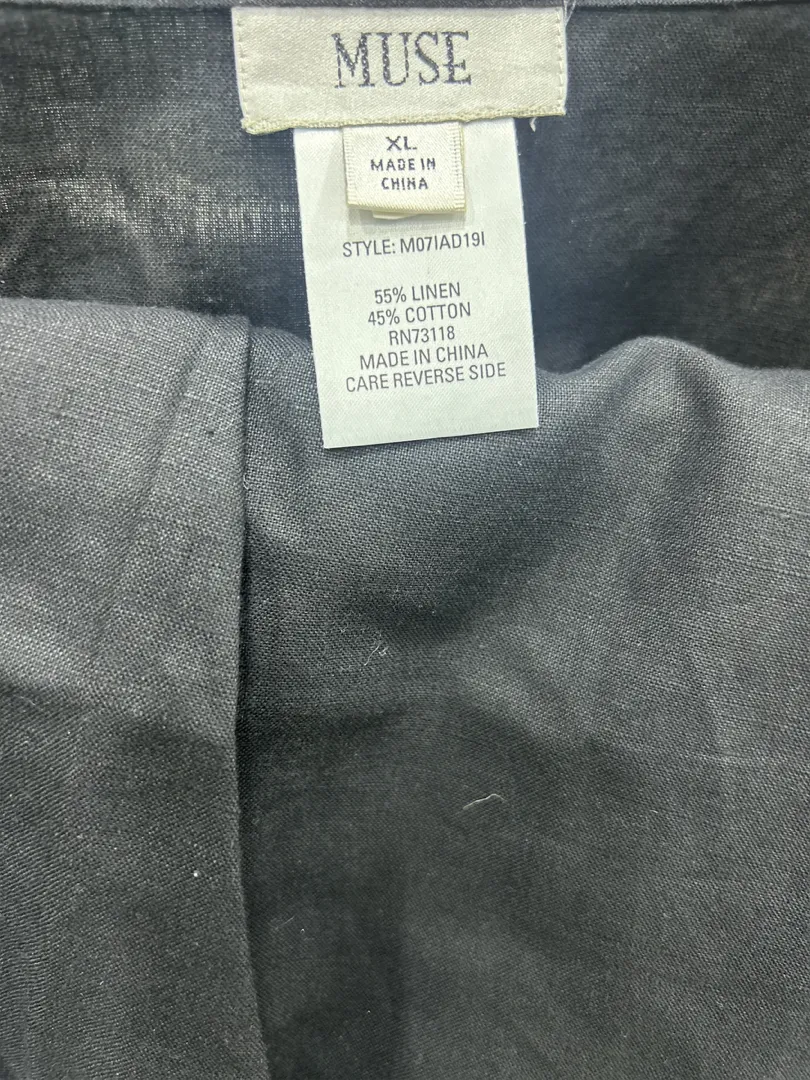 MUSE
XL
MADE IN
CHINA
STYLE: M07IAD19I
55% LINEN
45% COTTON
RN73118
MADE IN CHINA
CARE REVERSE SIDE